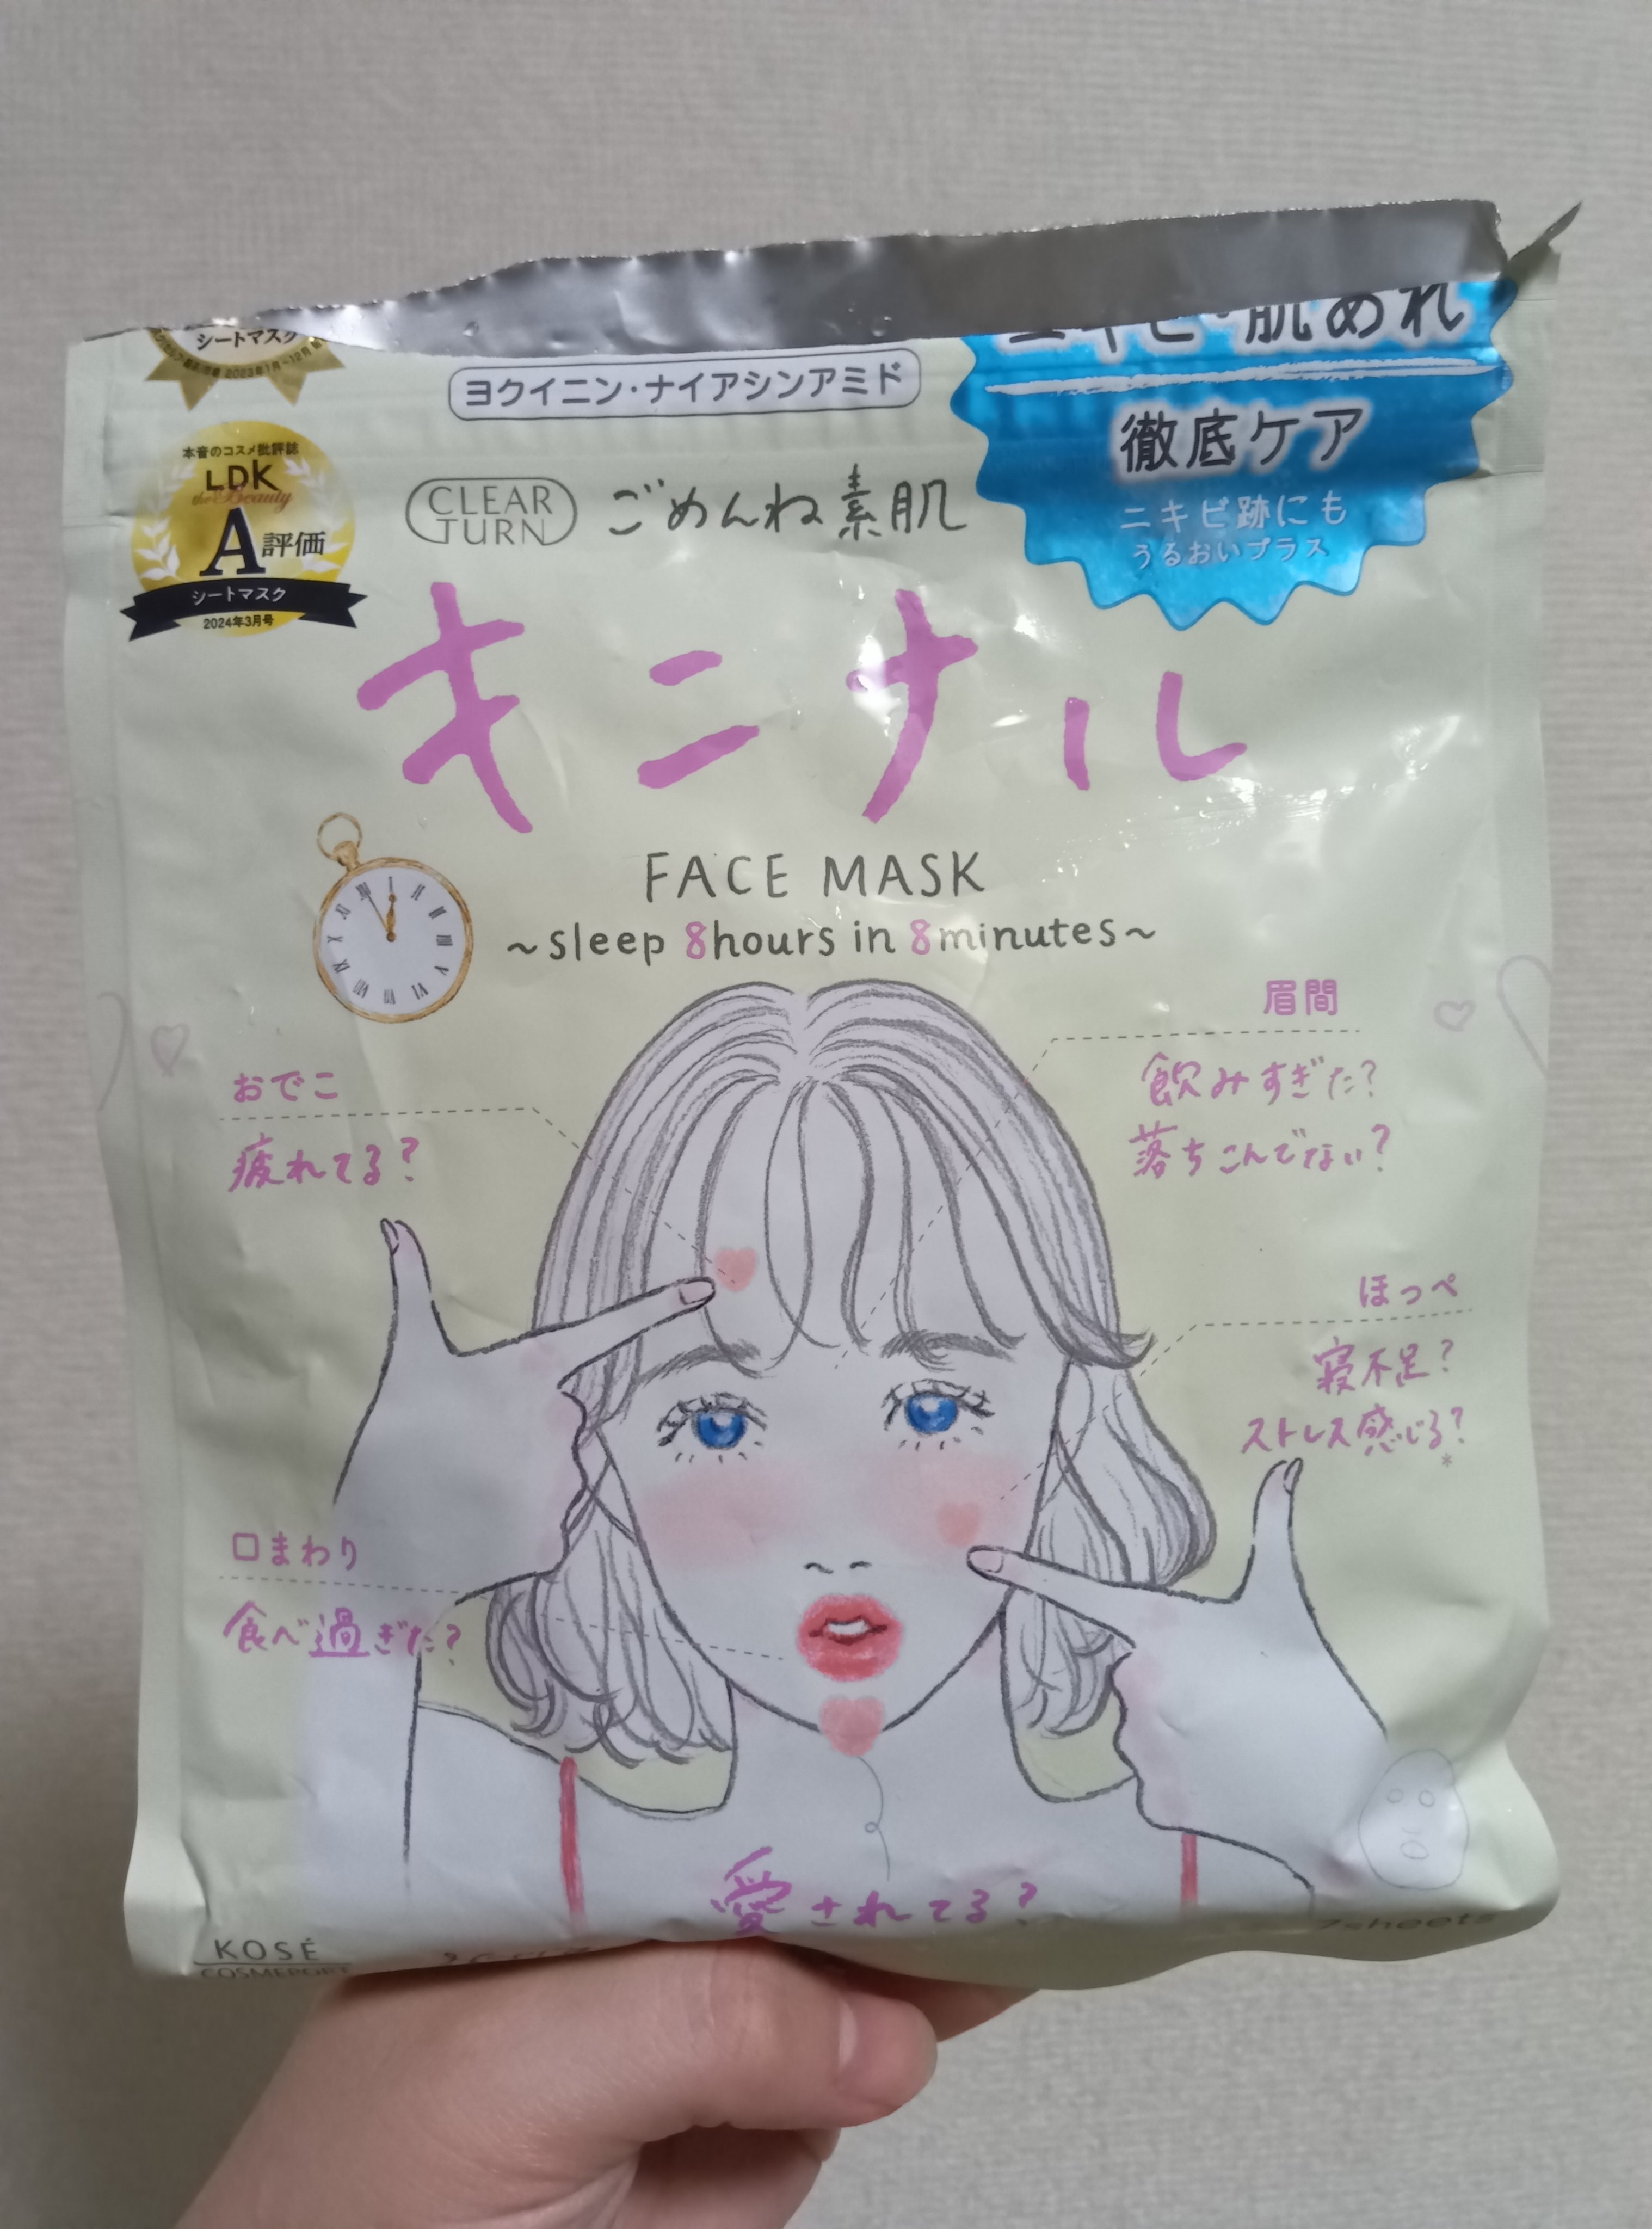 シートマスク
ヨクイニン・ナイアシンアミド
ニキビ・肌あれ
徹底ケア
ニキビ跡にも
うるおいプラス
本音のコスメ批評誌
LDK
the Beauty
A評価
シートマスク
2024年3月号
CLEAR
TURN
ごめんね素肌
キニナル
FACE MASK
~sleep 8hours in 8minutes~
おでこ
疲れてる?
眉間
飲みすぎた?
落ちこんでない?
ほっぺ
寝不足?
ストレス感じる?
*
口まわり
食べ過ぎた?
愛されてる?
KOSÉ
COSMEPORT
7sheets